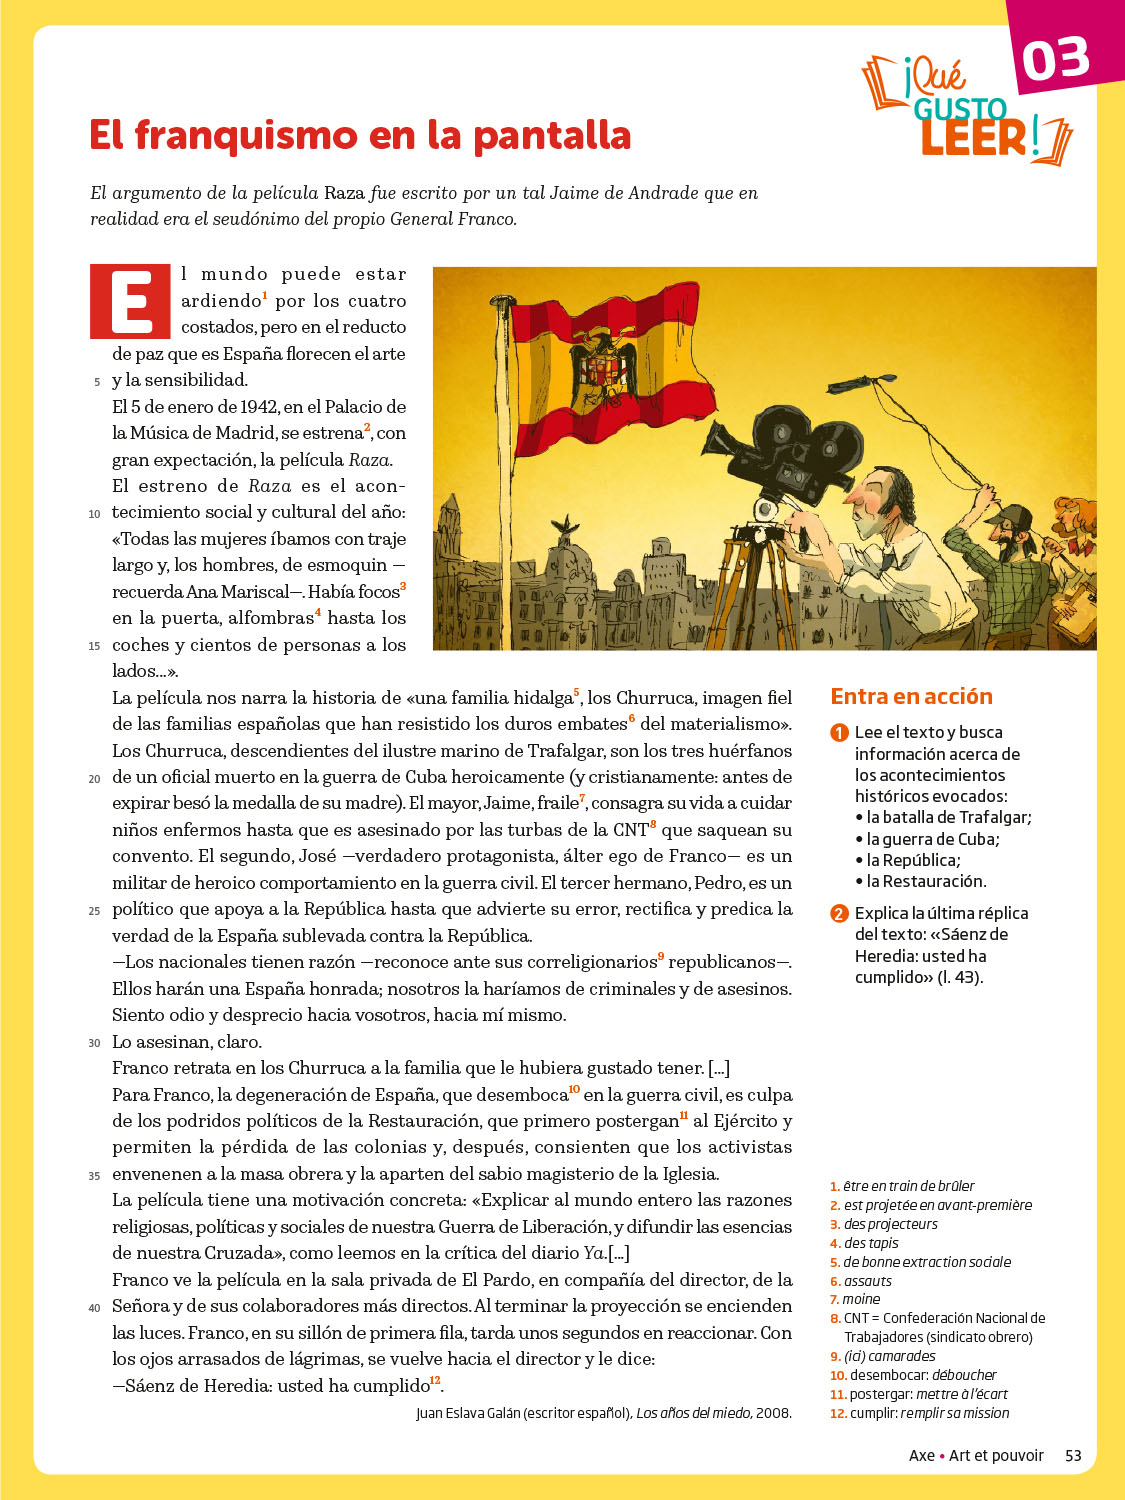 03
¡Qué
GUSTO
LEER!
El franquismo en la pantalla
El argumento de la película Raza fue escrito por un tal Jaime de Andrade que en
realidad era el seudónimo del propio General Franco.
El mundo puede estar
ardiendo1 por los cuatro
costados, pero en el reducto
de paz que es España florecen el arte
5 y la sensibilidad.
El 5 de enero de 1942, en el Palacio de
la Música de Madrid, se estrena2, con
gran expectación, la película Raza.
El estreno de Raza es el acon-
10 tecimiento social y cultural del año:
«Todas las mujeres íbamos con traje
largo y, los hombres, de esmoquin —
recuerda Ana Mariscal—. Había focos3
en la puerta, alfombras4 hasta los
15 coches y cientos de personas a los
lados...».
La película nos narra la historia de «una familia hidalga5, los Churruca, imagen fiel
de las familias españolas que han resistido los duros embates6 del materialismo».
Los Churruca, descendientes del ilustre marino de Trafalgar, son los tres huérfanos
20 de un oficial muerto en la guerra de Cuba heroicamente (y cristianamente: antes de
expirar besó la medalla de su madre). El mayor, Jaime, fraile7, consagra su vida a cuidar
niños enfermos hasta que es asesinado por las turbas de la CNT8 que saquean su
convento. El segundo, José —verdadero protagonista, álter ego de Franco— es un
militar de heroico comportamiento en la guerra civil. El tercer hermano, Pedro, es un
25 político que apoya a la República hasta que advierte su error, rectifica y predica la
verdad de la España sublevada contra la República.
—Los nacionales tienen razón —reconoce ante sus correligionarios9 republicanos—.
Ellos harán una España honrada; nosotros la haríamos de criminales y de asesinos.
Siento odio y desprecio hacia vosotros, hacia mí mismo.
30 Lo asesinan, claro.
Franco retrata en los Churruca a la familia que le hubiera gustado tener. [...]
Para Franco, la degeneración de España, que desemboca10 en la guerra civil, es culpa
de los podridos políticos de la Restauración, que primero postergan11 al Ejército y
permiten la pérdida de las colonias y, después, consienten que los activistas
35 envenenen a la masa obrera y la aparten del sabio magisterio de la Iglesia.
La película tiene una motivación concreta: «Explicar al mundo entero las razones
religiosas, políticas y sociales de nuestra Guerra de Liberación, y difundir las esencias
de nuestra Cruzada», como leemos en la crítica del diario Ya.[...]
Franco ve la película en la sala privada de El Pardo, en compañía del director, de la
40 Señora y de sus colaboradores más directos. Al terminar la proyección se encienden
las luces. Franco, en su sillón de primera fila, tarda unos segundos en reaccionar. Con
los ojos arrasados de lágrimas, se vuelve hacia el director y le dice:
—Sáenz de Heredia: usted ha cumplido12.
Juan Eslava Galán (escritor español), Los años del miedo, 2008.
Entra en acción
1 Lee el texto y busca
información acerca de
los acontecimientos
históricos evocados:
• la batalla de Trafalgar;
• la guerra de Cuba;
• la República;
• la Restauración.
2 Explica la última réplica
del texto: «Sáenz de
Heredia: usted ha
cumplido» (l. 43).
1. être en train de brûler
2. est projetée en avant-première
3. des projecteurs
4. des tapis
5. de bonne extraction sociale
6. assauts
7. moine
8. CNT = Confederación Nacional de
Trabajadores (sindicato obrero)
9. (ici) camarades
10. desembocar: déboucher
11. postergar: mettre à l'écart
12. cumplir: remplir sa mission
Axe • Art et pouvoir 53